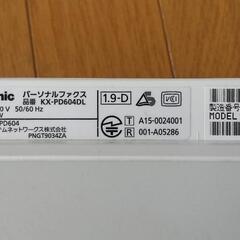 nic パーソナルファクス
品番 KX-PD604DL
0 V 50/60 Hz
PD604
ムネットワークス株式会社
PNGT9034ZA
1.9-D
A15-0024001
R 001-A05286
製造番号
MODEL